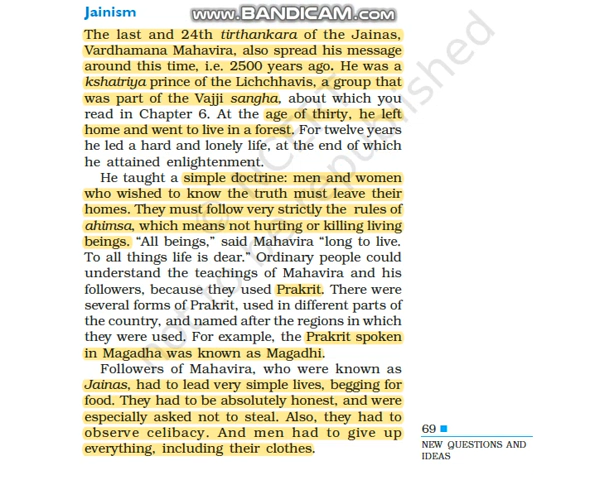 Jainism
www.BANDICAM.com
The last and 24th tirthankara of the Jainas,
Vardhamana Mahavira, also spread his message
around this time, i.e. 2500 years ago. He was a
kshatriya prince of the Lichchhavis, a group that
was part of the Vajji sangha, about which you
read in Chapter 6. At the age of thirty, he left
home and went to live in a forest. For twelve years
he led a hard and lonely life, at the end of which
he attained enlightenment.
He taught a simple doctrine: men and women
who wished to know the truth must leave their
homes. They must follow very strictly the rules of
ahimsa, which means not hurting or killing living
beings. “All beings,” said Mahavira “long to live.
To all things life is dear.” Ordinary people could
understand the teachings of Mahavira and his
followers, because they used Prakrit. There were
several forms of Prakrit, used in different parts of
the country, and named after the regions in which
they were used. For example, the Prakrit spoken
in Magadha was known as Magadhi.
Followers of Mahavira, who were known as
Jainas, had to lead very simple lives, begging for
food. They had to be absolutely honest, and were
especially asked not to steal. Also, they had to
observe celibacy. And men had to give up
everything, including their clothes.
69
NEW QUESTIONS AND
IDEAS
© NCERT
not to be republished